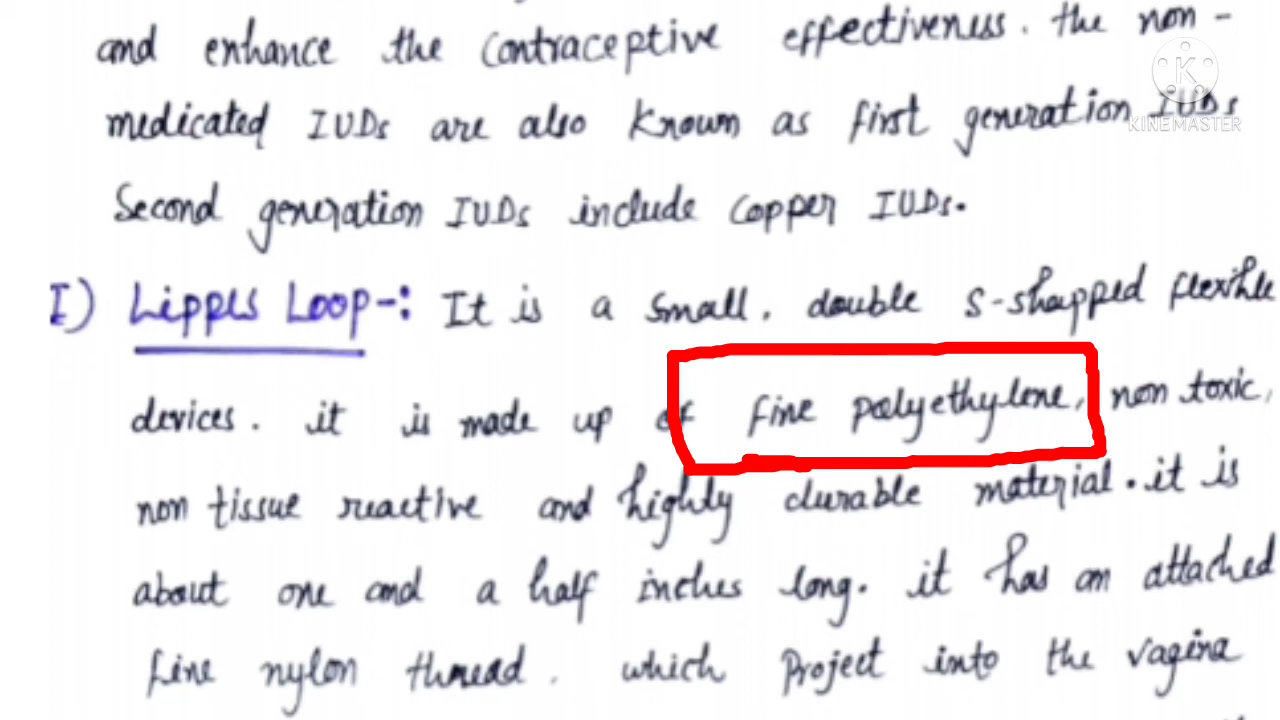 and enhance the contraceptive effectiveness. the non-
medicated IUDs are also known as first generation IUDs
Second generation IUDs include copper IUDs.
I) Lippes Loop-: It is a small. double s-shapped flexible
devices. it is made up of fine polyethylene, non toxic,
non tissue reactive and highly durable material. it is
about one and a half inches long. it has an attached
fine nylon thread. which Project into the vagina
K
KINEMASTER